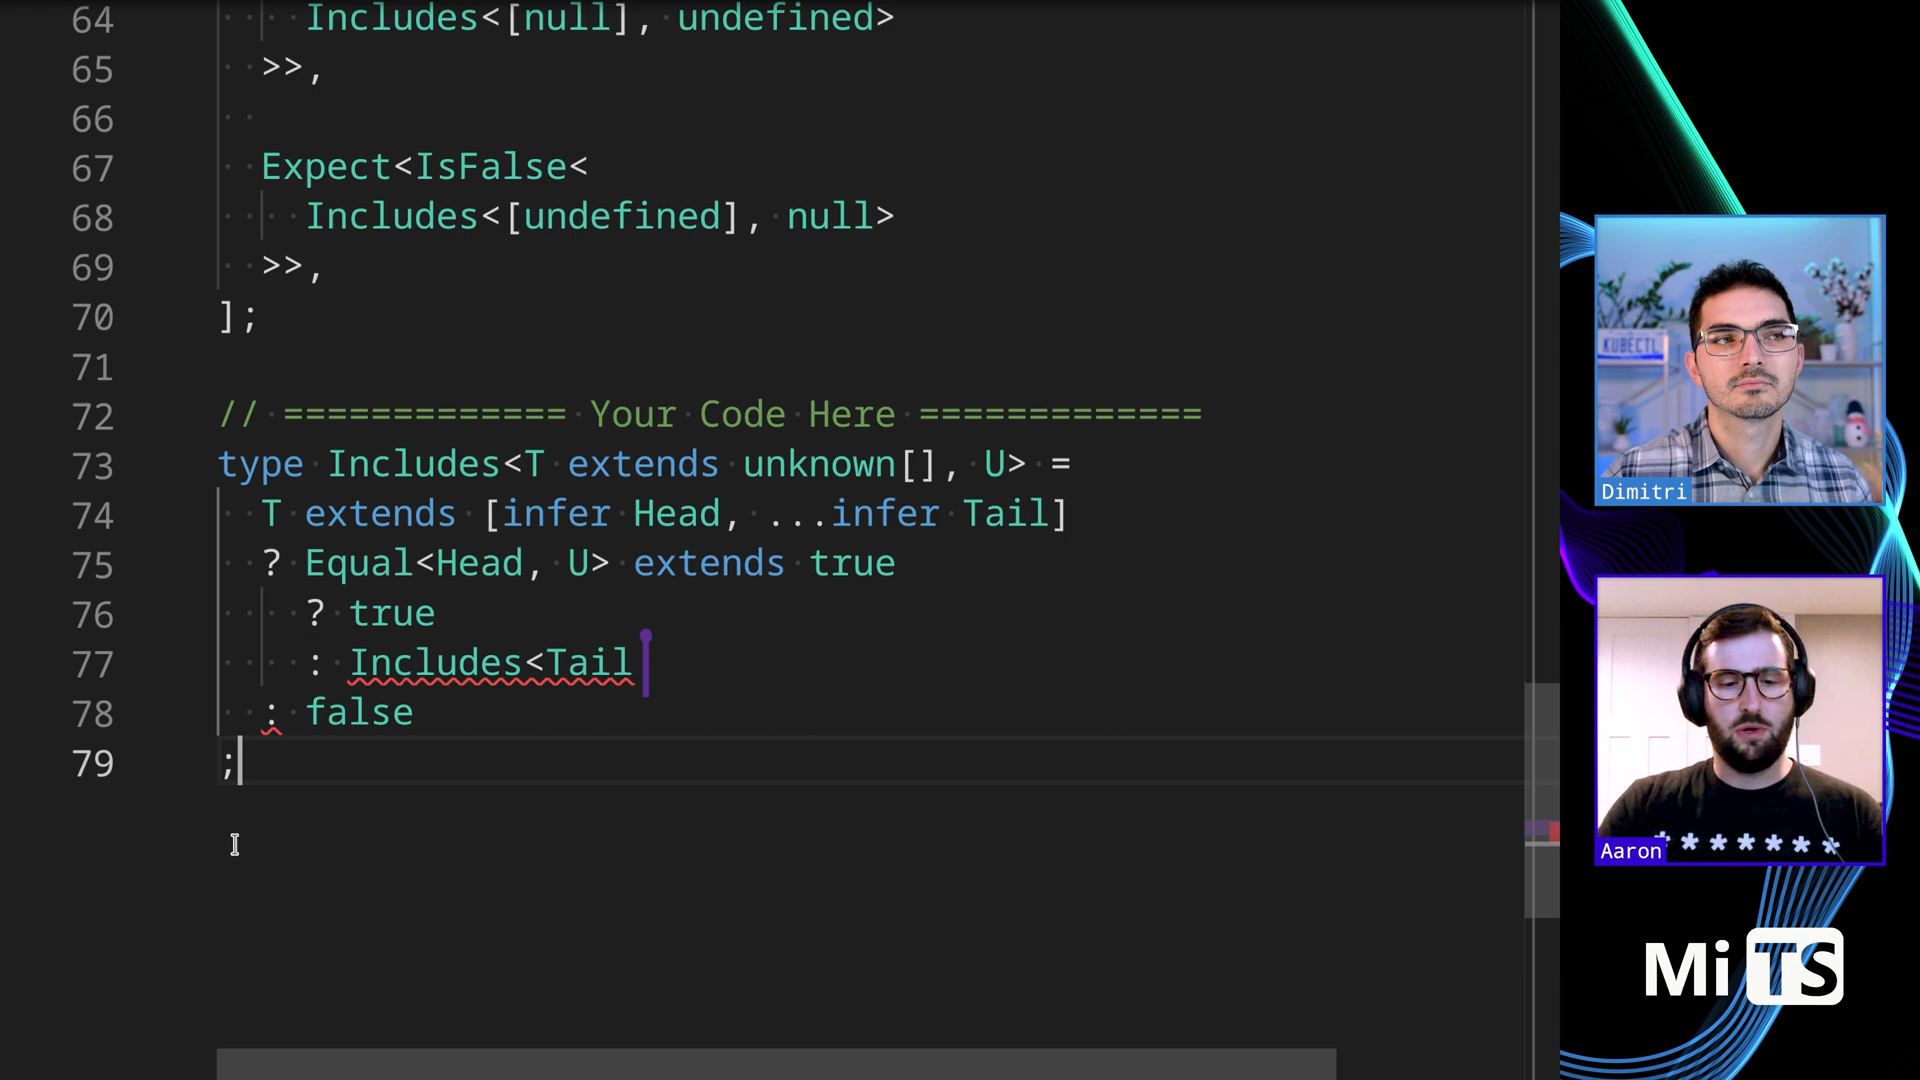 64 Includes<[null], undefined>
65 >>,
66
67 Expect<IsFalse<
68 Includes<[undefined], null>
69 >>,
70 ];
71
72 // ============= Your Code Here =============
73 type Includes<T extends unknown[], U> =
74 T extends [infer Head, ...infer Tail]
75 ? Equal<Head, U> extends true
76 ? true
77 : Includes<Tail
78 : false
79 ;
KUBECTL
Dimitri
* * * * * * *
Aaron
MiTS